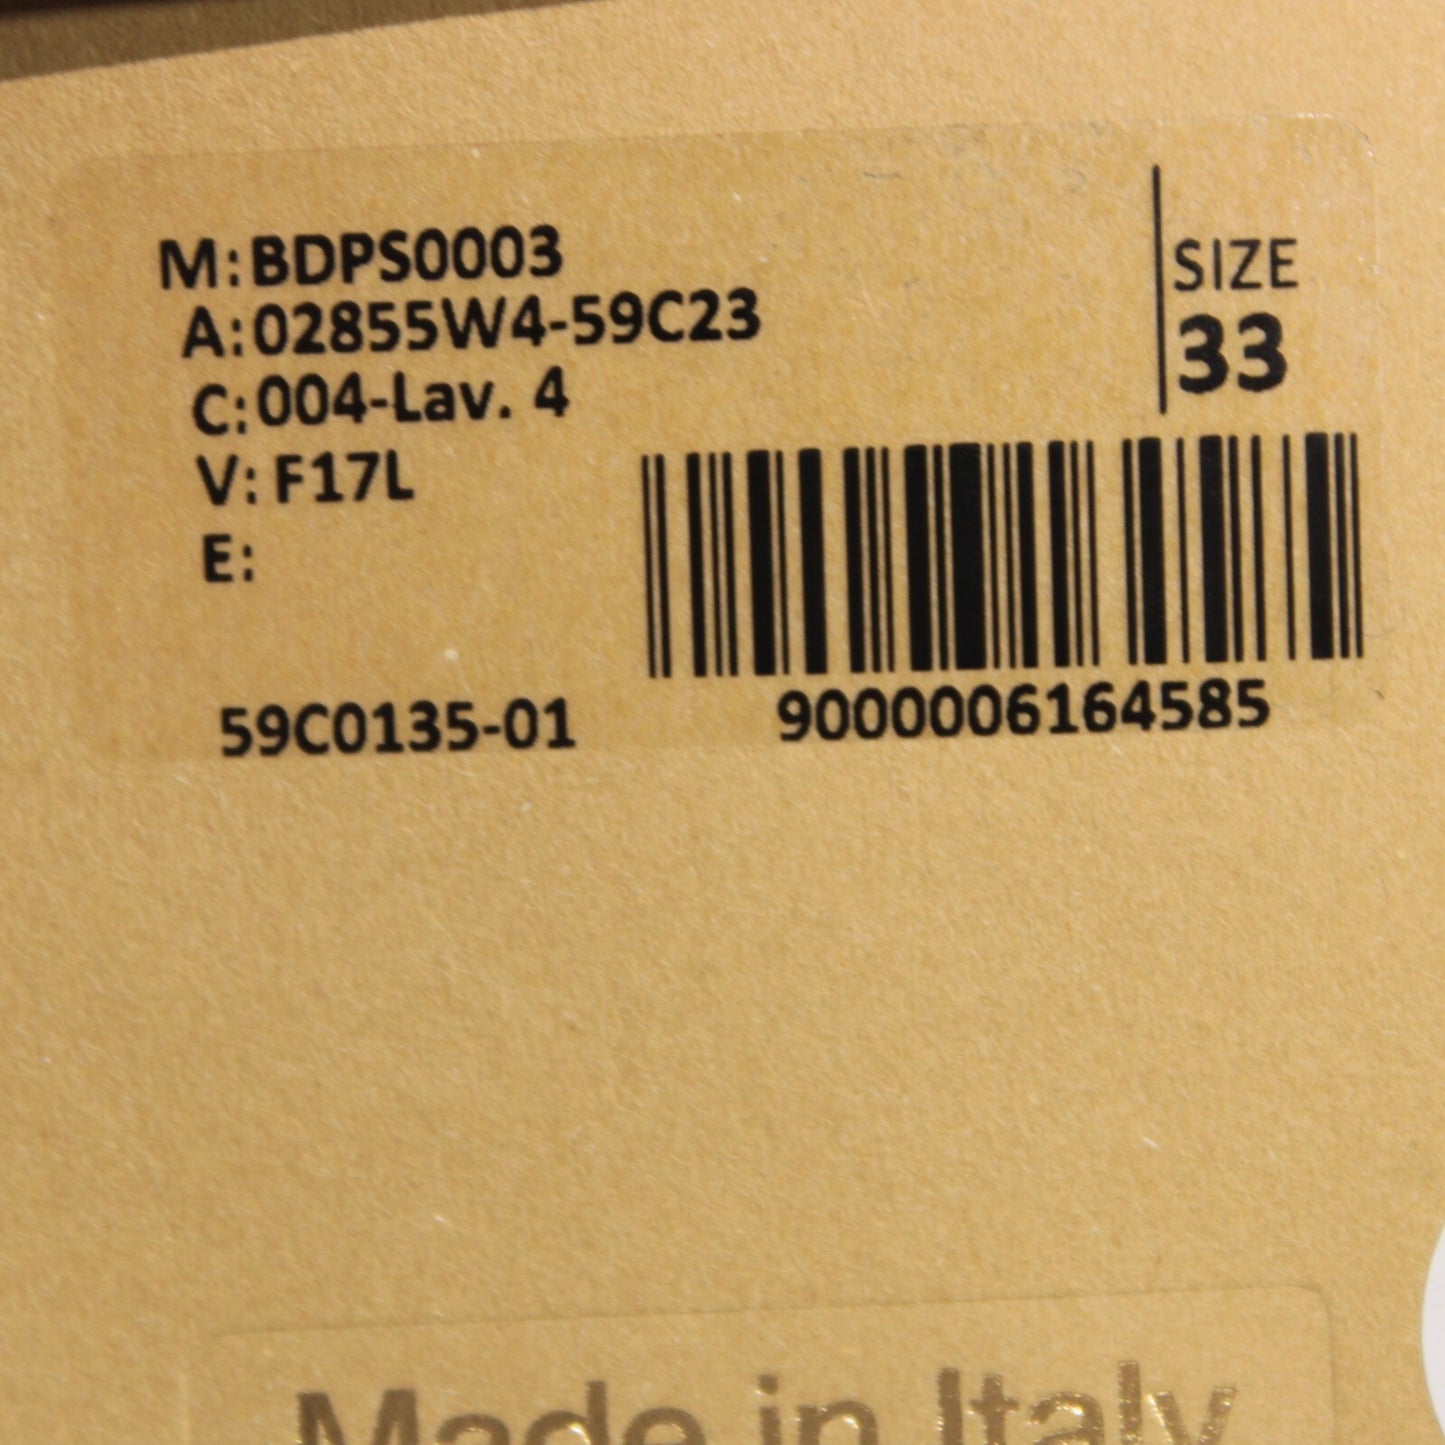 M:BDPS0003
A:02855W4-59C23
C:004-Lav. 4
V: F17L
E:
SIZE
33
59C0135-01
9000006164585
Made in Italy